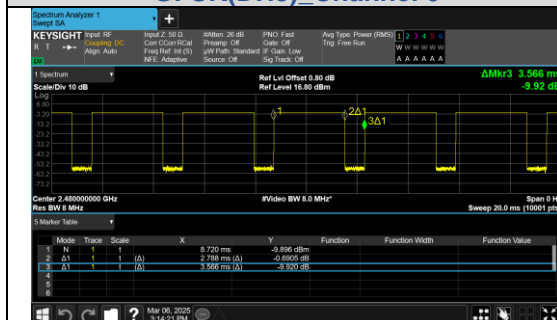 Spectrum Analyzer 1
Swept SA
+
KEYSIGHT Input: RF Input Z: 50 Ω #Atten: 26 dB PNO: Fast Avg Type: Power (RMS) 1 2 3 4 5 6
R T Coupling: DC Corr CCorr RCal Preamp: Off Gate: Off Trig: Free Run W W W W W W
Align: Auto Freq Ref: Int (S) µW Path: Standard IF Gain: Low A A A A A A
NFE: Adaptive Source: Off Sig Track: Off
1 Spectrum
Ref Lvl Offset 0.80 dB ΔMkr3 3.566 ms
Scale/Div 10 dB Ref Level 16.80 dBm -9.92 dB
Log
6.80
-3.20
-13.2
-23.2
-33.2
-43.2
-53.2
-63.2
-73.2
1
2Δ1
3Δ1
Center 2.480000000 GHz #Video BW 8.0 MHz* Span 0 H
Res BW 8 MHz Sweep 20.0 ms (10001 pts
5 Marker Table
Mode Trace Scale X Y Function Function Width Function Value
1 N 1 t 8.720 ms -9.896 dBm
2 Δ1 1 t (Δ) 2.788 ms (Δ) -0.6905 dB
3 Δ1 1 t (Δ) 3.566 ms (Δ) -9.920 dB
4
5
6
? Mar 06, 2025
3:14:21 PM